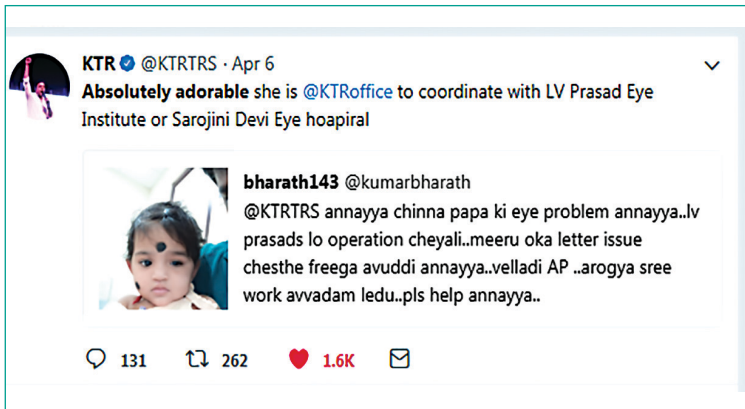 KTR @KTRTRS · Apr 6
Absolutely adorable she is @KTRoffice to coordinate with LV Prasad Eye
Institute or Sarojini Devi Eye hoapiral
bharath143 @kumarbharath
@KTRTRS annayya chinna papa ki eye problem annayya..lv
prasads lo operation cheyali..meeru oka letter issue
chesthe freega avuddi annayya..velladi AP ..arogya sree
work avvadam ledu..pls help annayya..
131 262 1.6K